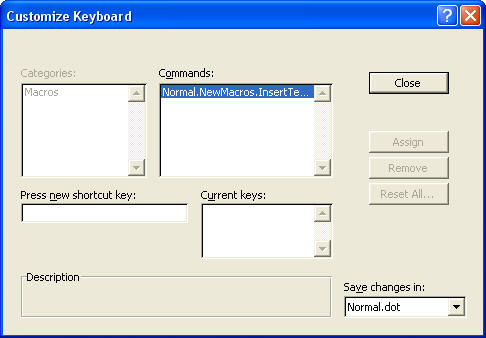 Customize Keyboard
Categories:
Commands:
Macros
Normal.NewMacros.InsertTe...
Close
Assign
Remove
Reset All...
Press new shortcut key:
Current keys:
Description
Save changes in:
Normal.dot